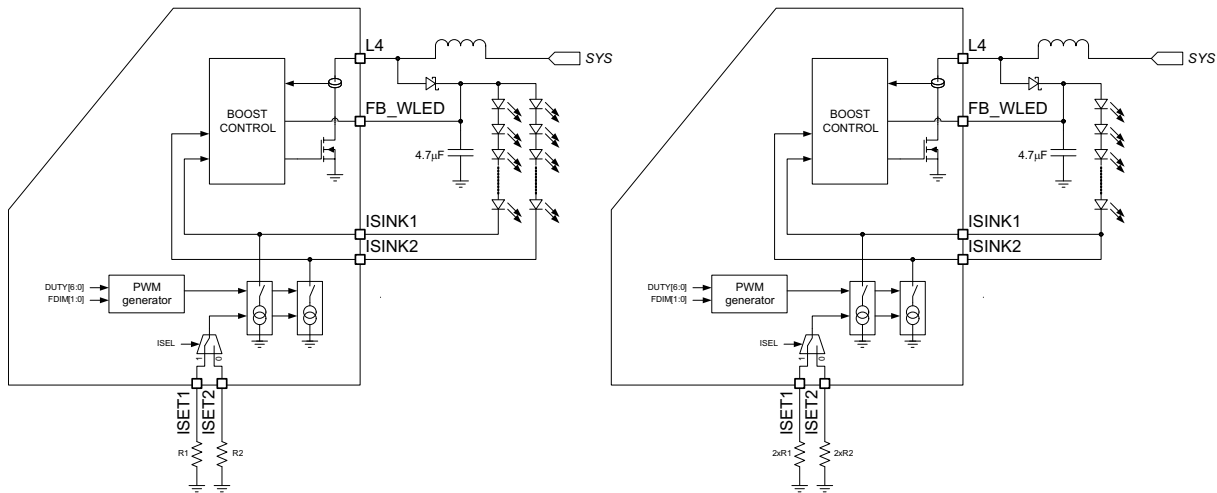 L4
SYS
BOOST
CONTROL
FB_WLED
4.7µF
ISINK1
ISINK2
DUTY[6:0]
FDIM[1:0]
PWM
generator
ISEL
1
0
ISET1
ISET2
R1
R2
L4
SYS
BOOST
CONTROL
FB_WLED
4.7µF
ISINK1
ISINK2
DUTY[6:0]
FDIM[1:0]
PWM
generator
ISEL
1
0
ISET1
ISET2
2xR1
2xR2